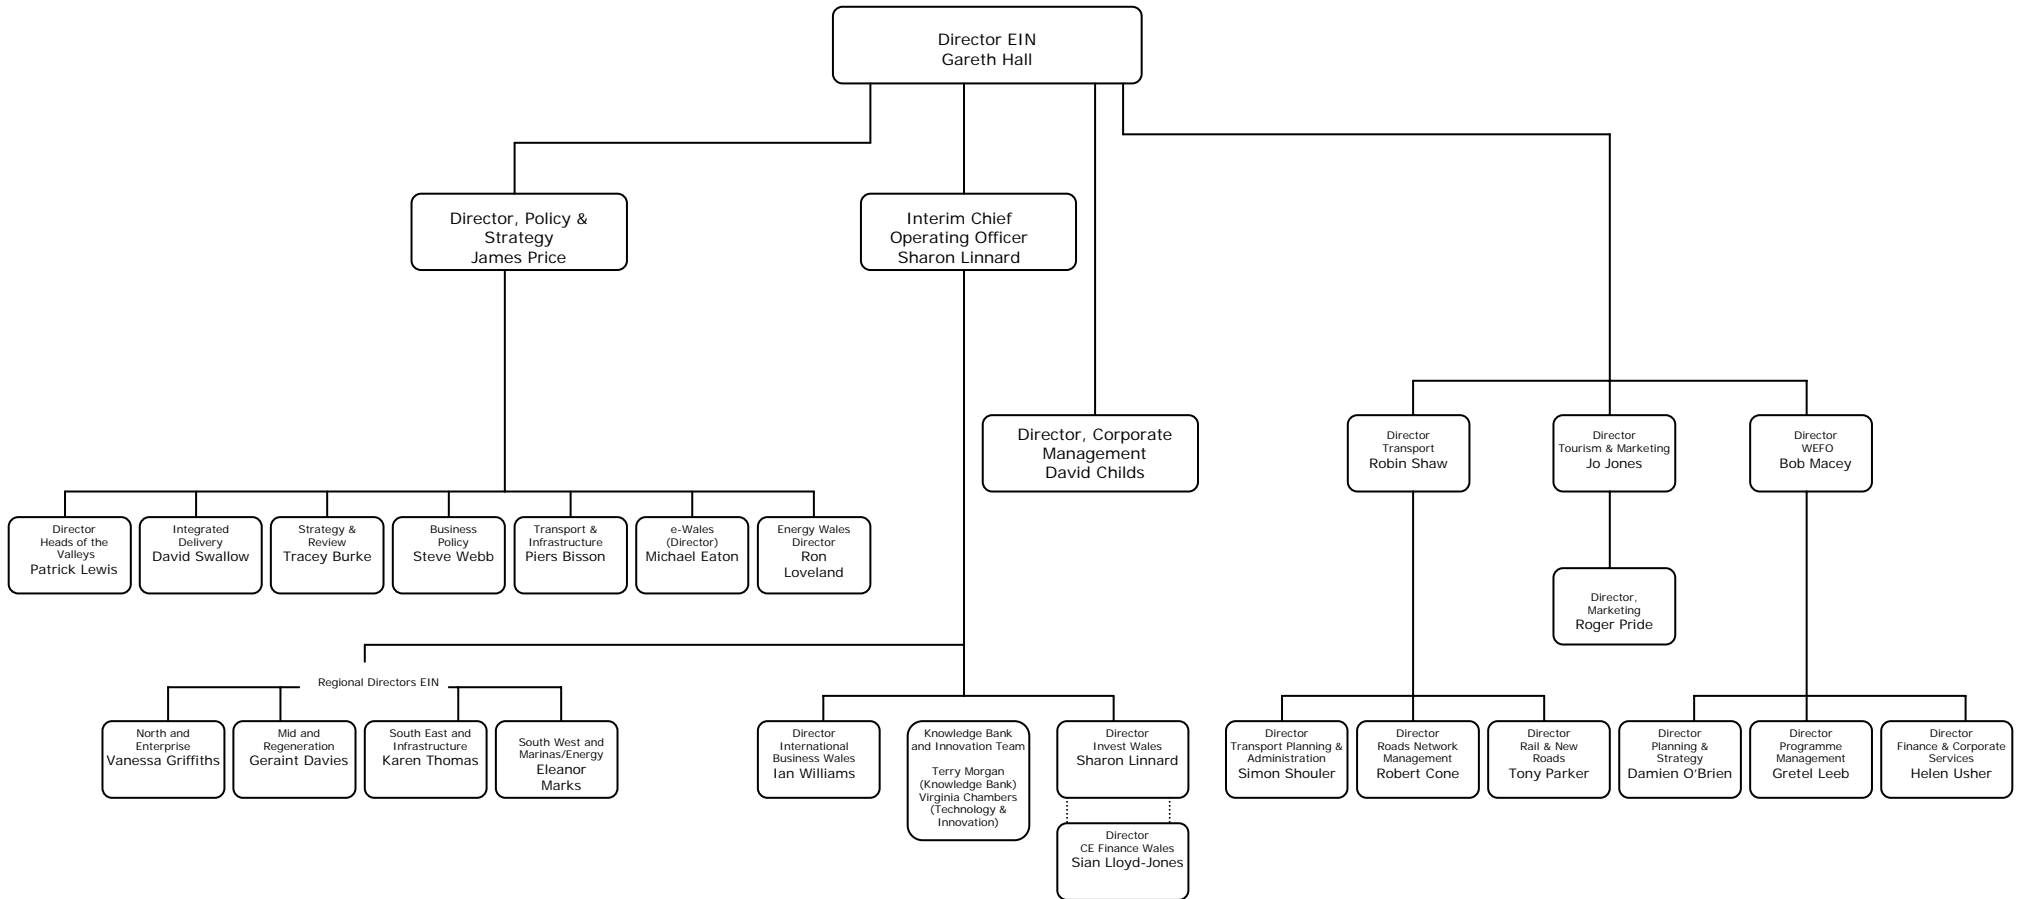 Director EIN
Gareth Hall
Director, Policy &
Strategy
James Price
Interim Chief
Operating Officer
Sharon Linnard
Director, Corporate
Management
David Childs
Director
Transport
Robin Shaw
Director
Tourism & Marketing
Jo Jones
Director
WEFO
Bob Macey
Director
Heads of the
Valleys
Patrick Lewis
Integrated
Delivery
David Swallow
Strategy &
Review
Tracey Burke
Business
Policy
Steve Webb
Transport &
Infrastructure
Piers Bisson
e-Wales
(Director)
Michael Eaton
Energy Wales
Director
Ron
Loveland
Director,
Marketing
Roger Pride
Regional Directors EIN
North and
Enterprise
Vanessa Griffiths
Mid and
Regeneration
Geraint Davies
South East and
Infrastructure
Karen Thomas
South West and
Marinas/Energy
Eleanor
Marks
Director
International
Business Wales
Ian Williams
Knowledge Bank
and Innovation Team
Terry Morgan
(Knowledge Bank)
Virginia Chambers
(Technology &
Innovation)
Director
Invest Wales
Sharon Linnard
Director
CE Finance Wales
Sian Lloyd-Jones
Director
Transport Planning &
Administration
Simon Shouler
Director
Roads Network
Management
Robert Cone
Director
Rail & New
Roads
Tony Parker
Director
Planning &
Strategy
Damien O’Brien
Director
Programme
Management
Gretel Leeb
Director
Finance & Corporate
Services
Helen Usher